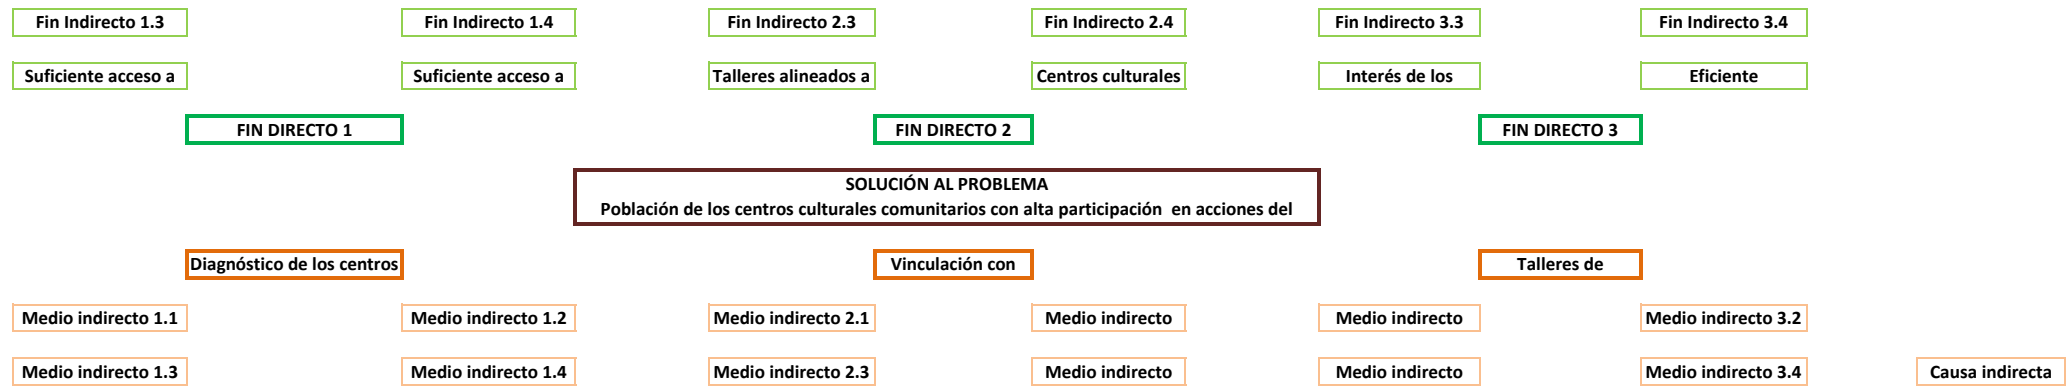 Fin Indirecto 1.3
Fin Indirecto 1.4
Fin Indirecto 2.3
Fin Indirecto 2.4
Fin Indirecto 3.3
Fin Indirecto 3.4
Suficiente acceso a
Suficiente acceso a
Talleres alineados a
Centros culturales
Interés de los
Eficiente
FIN DIRECTO 1
FIN DIRECTO 2
FIN DIRECTO 3
SOLUCIÓN AL PROBLEMA
Población de los centros culturales comunitarios con alta participación en acciones del
Diagnóstico de los centros
Vinculación con
Talleres de
Medio indirecto 1.1
Medio indirecto 1.2
Medio indirecto 2.1
Medio indirecto
Medio indirecto
Medio indirecto 3.2
Medio indirecto 1.3
Medio indirecto 1.4
Medio indirecto 2.3
Medio indirecto
Medio indirecto
Medio indirecto 3.4
Causa indirecta